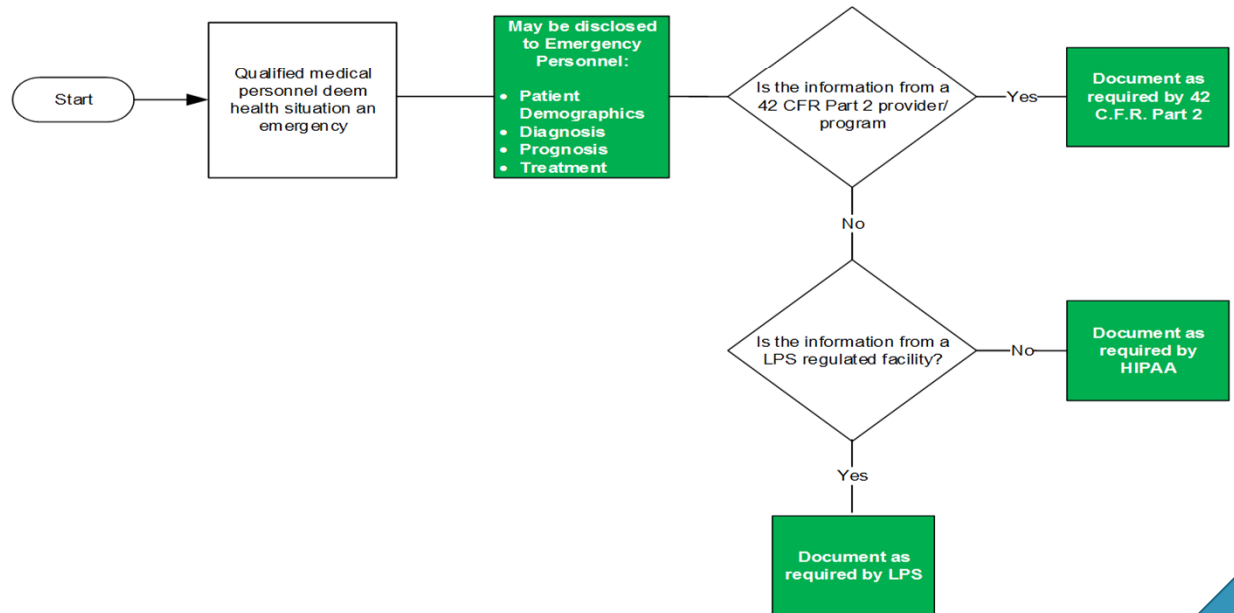 Start
Qualified medical
personnel deem
health situation an
emergency
May be disclosed
to Emergency
Personnel:
• Patient
Demographics
• Diagnosis
• Prognosis
• Treatment
Is the information from a
42 CFR Part 2 provider/
program
Yes
Document as
required by 42
C.F.R. Part 2
No
Is the information from a
LPS regulated facility?
No
Document as
required by
HIPAA
Yes
Document as
required by LPS